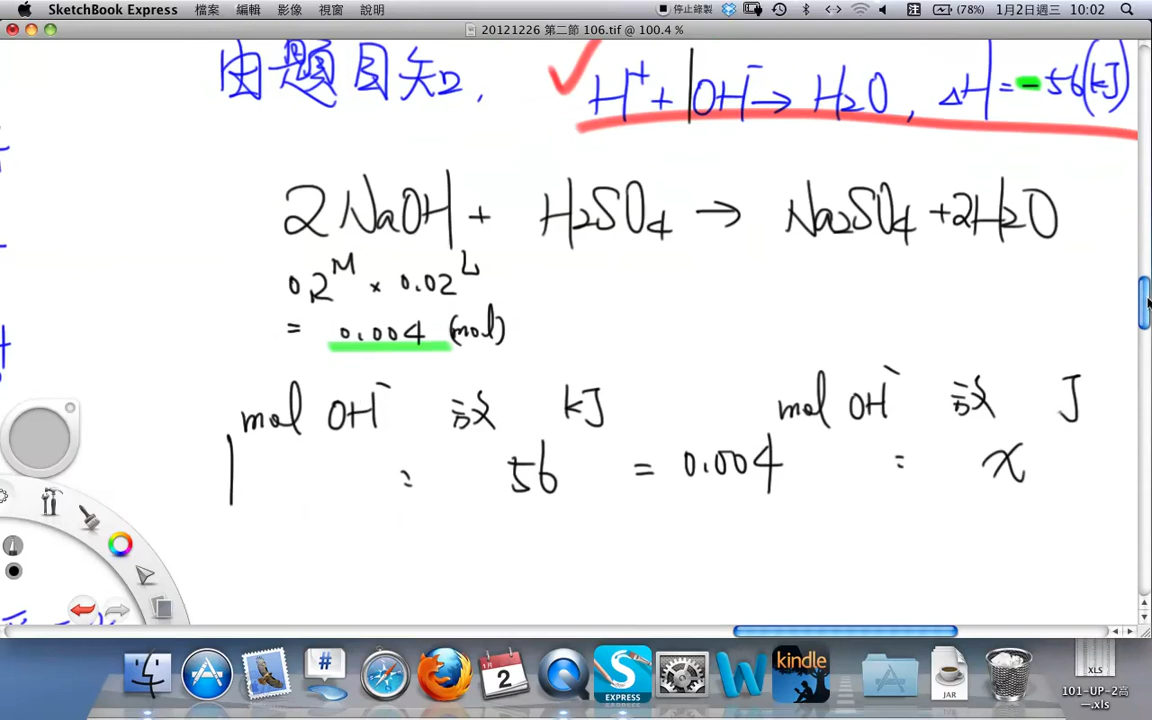 SketchBook Express 檔案 編輯 影像 視窗 說明 停止錄製 (78%) 1月2日週三 10:02
20121226 第二節 106.tif @ 100.4 %
由題目知, H⁺ + OH⁻ → H₂O, ΔH = -56(kJ)
2NaOH + H₂SO₄ → Na₂SO₄ + 2H₂O
0.2ᴹ × 0.02ᴸ
= 0.004 (mol)
mol OH⁻ 放 kJ mol OH⁻ 放 J
1 : 56 = 0.004 : x
JAR
XLS
EXPRESS
kindle
101-UP-2高一.xls